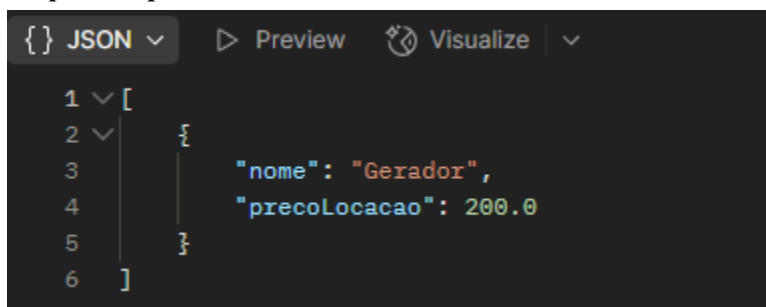 {} JSON Preview Visualize
1 [
2 {
3 "nome": "Gerador",
4 "precoLocacao": 200.0
5 }
6 ]